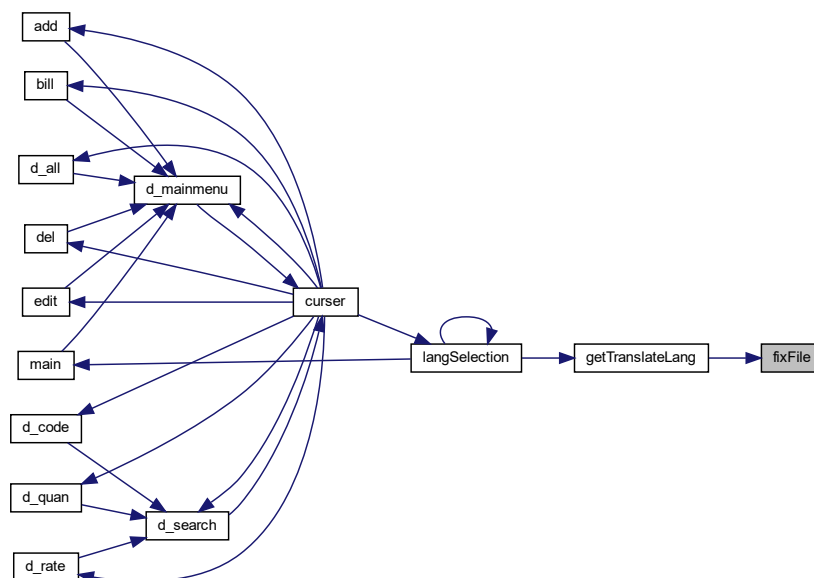 add
bill
d_all
d_mainmenu
del
edit
curser
main
langSelection
getTranslateLang
fixFile
d_code
d_quan
d_search
d_rate